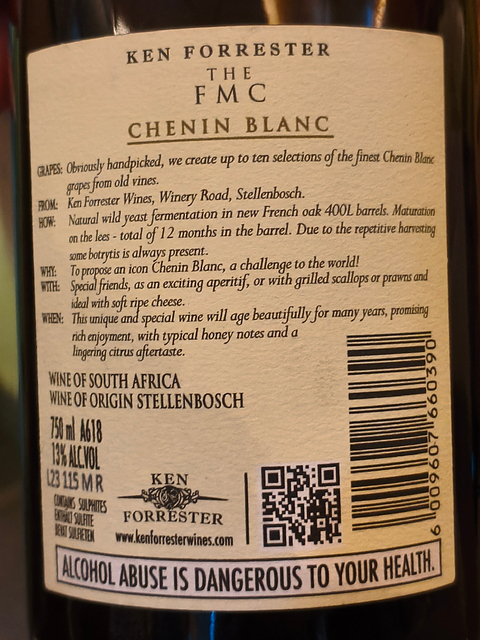 KEN FORRESTER
THE
FMC
CHENIN BLANC
GRAPES: Obviously handpicked, we create up to ten selections of the finest Chenin Blanc
grapes from old vines.
FROM: Ken Forrester Wines, Winery Road, Stellenbosch.
HOW: Natural wild yeast fermentation in new French oak 400L barrels. Maturation
on the lees - total of 12 months in the barrel. Due to the repetitive harvesting
some botrytis is always present.
WHY: To propose an icon Chenin Blanc, a challenge to the world!
WITH: Special friends, as an exciting aperitif, or with grilled scallops or prawns and
ideal with soft ripe cheese.
WHEN: This unique and special wine will age beautifully for many years, promising
rich enjoyment, with typical honey notes and a
lingering citrus aftertaste.
WINE OF SOUTH AFRICA
WINE OF ORIGIN STELLENBOSCH
750 ml A618
13% ALC.VOL
L23 115 M R
CONTAINS SULPHITES
ENTHALT SULFITE
BEVAT SULFIETEN
KEN
FORRESTER
www.kenforresterwines.com
6 009607 660390
ALCOHOL ABUSE IS DANGEROUS TO YOUR HEALTH.